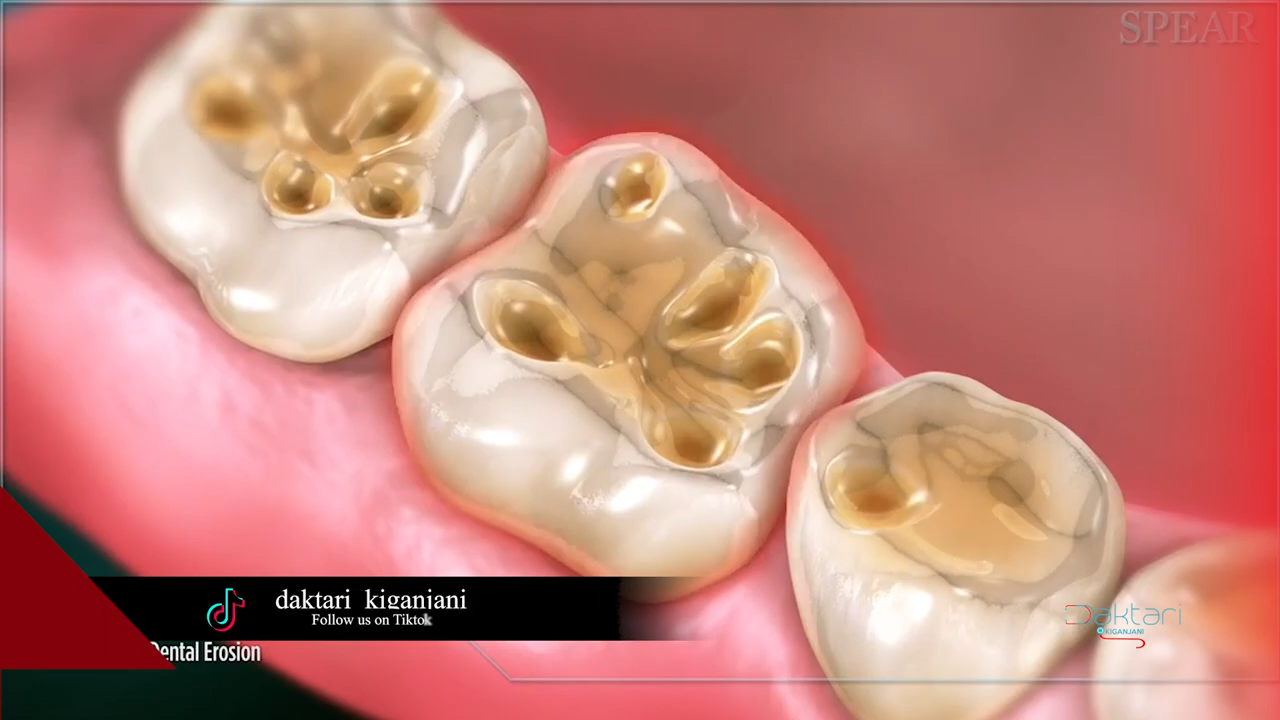 SPEAR
daktari kiganjani
Follow us on Tiktok
Daktari
KIGANJANI
Dental Erosion